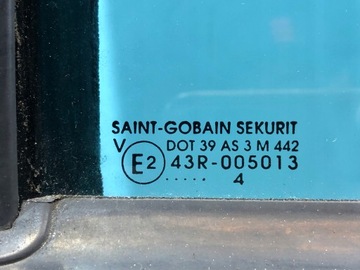 SAINT-GOBAIN SEKURIT
V DOT 39 AS 3 M 442
E2 43R-005013
..... 4